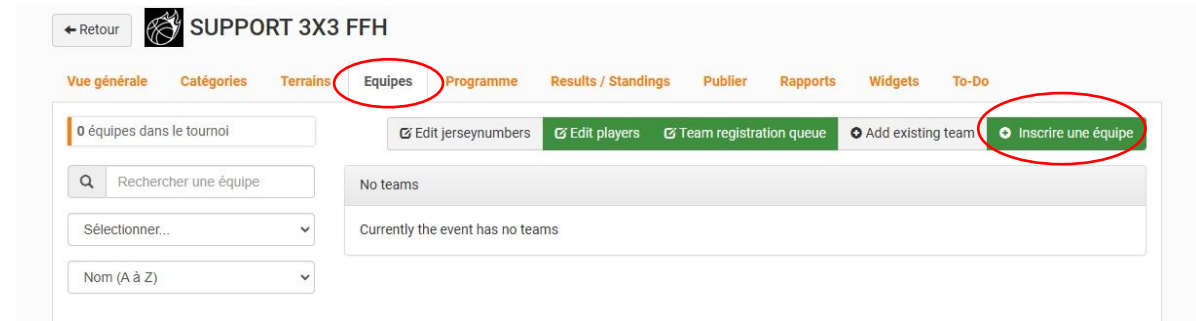 Retour SUPPORT 3X3 FFH
Vue générale Catégories Terrains Equipes Programme Results / Standings Publier Rapports Widgets To-Do
0 équipes dans le tournoi Edit jerseynumbers Edit players Team registration queue Add existing team Inscrire une équipe
Rechercher une équipe No teams
Sélectionner... Currently the event has no teams
Nom (A à Z)